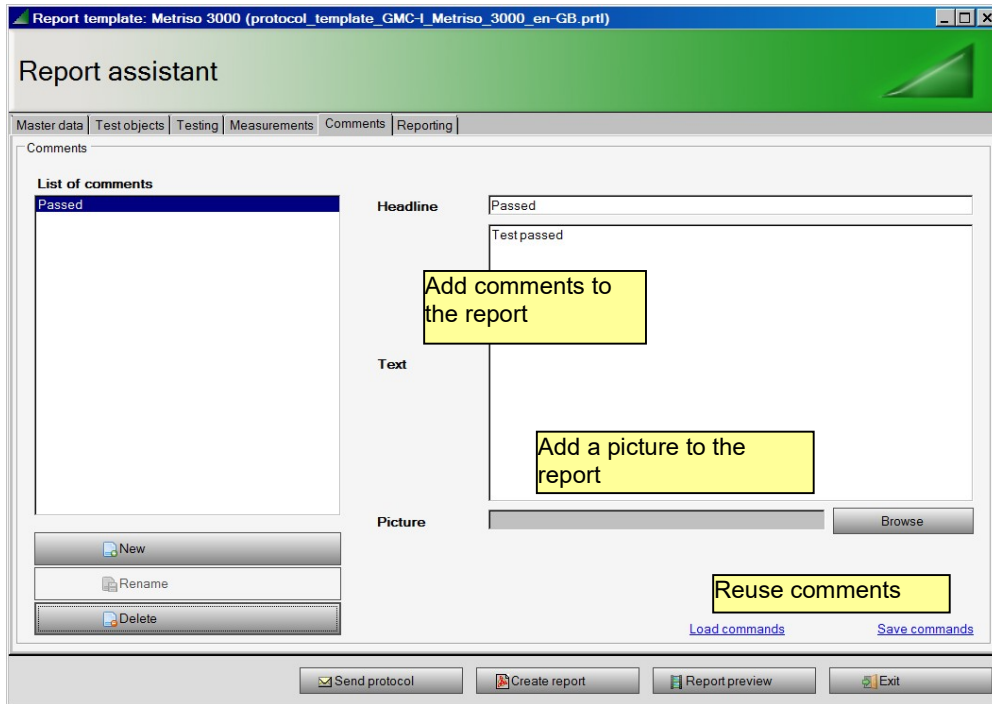 Report template: Metriso 3000 (protocol_template_GMC-I_Metriso_3000_en-GB.prtl)
Report assistant
Master data Test objects Testing Measurements Comments Reporting
Comments
List of comments
Passed
Headline
Passed
Test passed
Add comments to
the report
Text
Add a picture to the
report
Picture
Browse
New
Rename
Delete
Reuse comments
Load commands
Save commands
Send protocol
Create report
Report preview
Exit